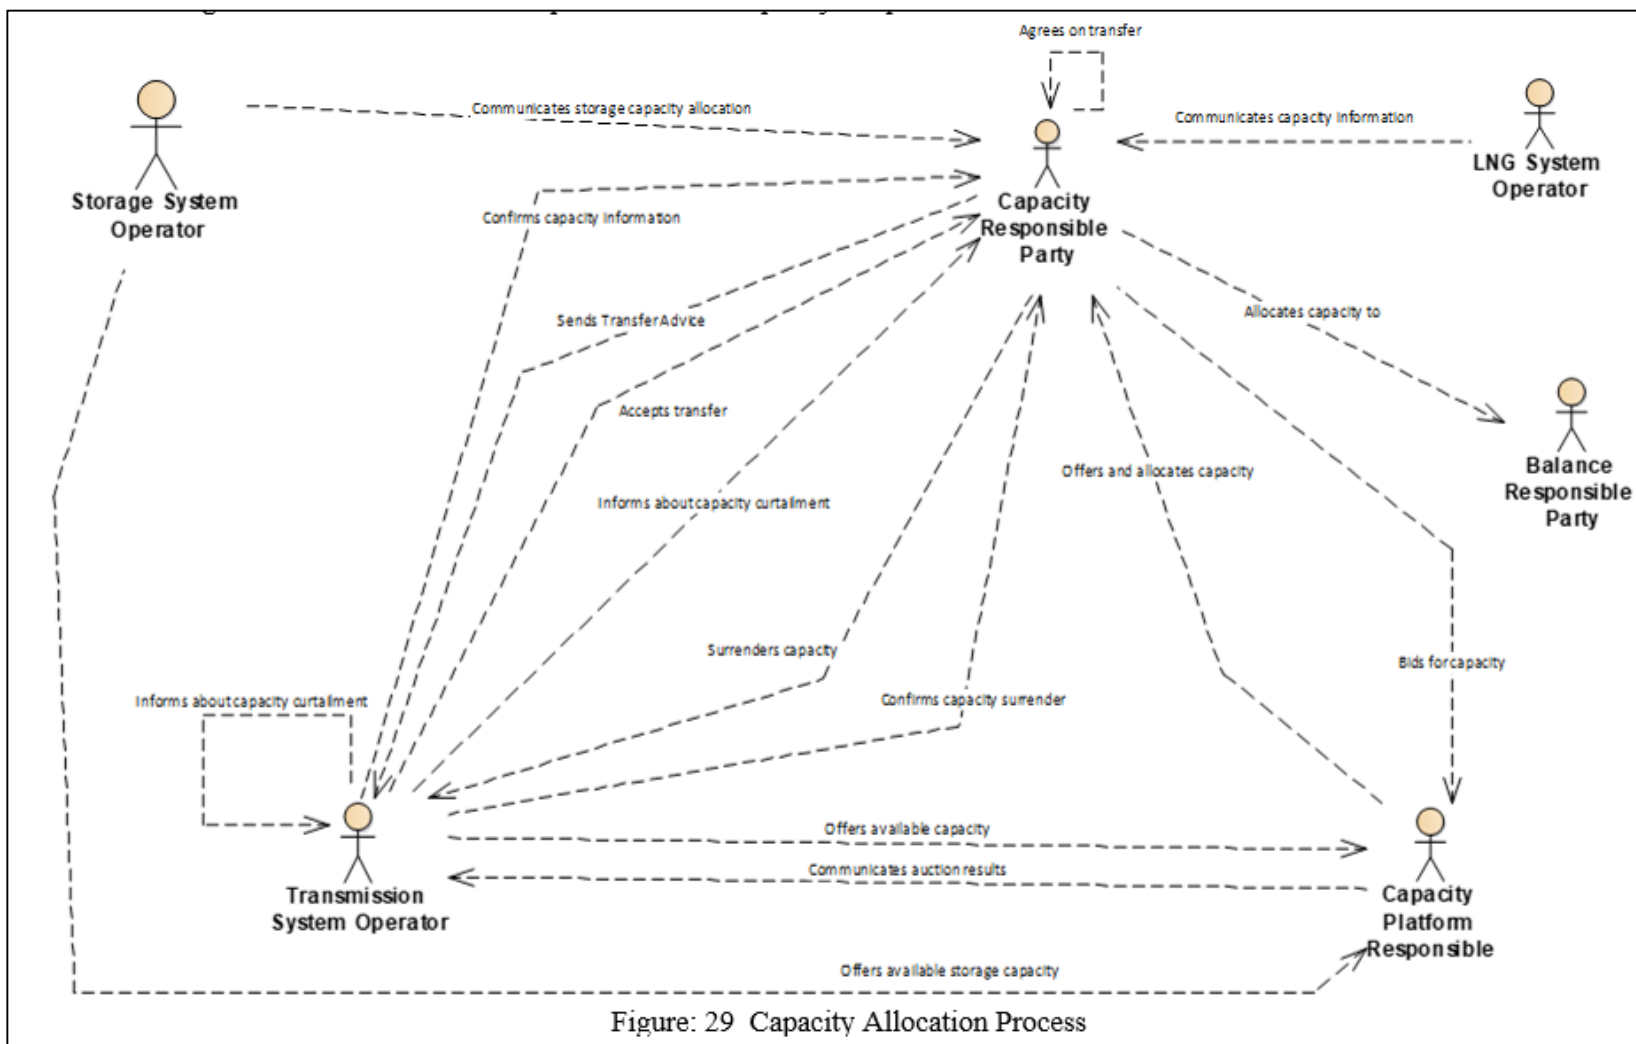 Agrees on transfer
Communicates storage capacity allocation
Communicates capacity information
Storage System
Operator
Capacity
Responsible
Party
LNG System
Operator
Confirms capacity information
Sends Transfer Advice
Allocates capacity to
Accepts transfer
Balance
Responsible
Party
Offers and allocates capacity
Informs about capacity curtailment
Surrenders capacity
Bids for capacity
Informs about capacity curtailment
Confirms capacity surrender
Offers available capacity
Communicates auction results
Transmission
System Operator
Capacity
Platform
Responsible
Offers available storage capacity
Figure: 29 Capacity Allocation Process